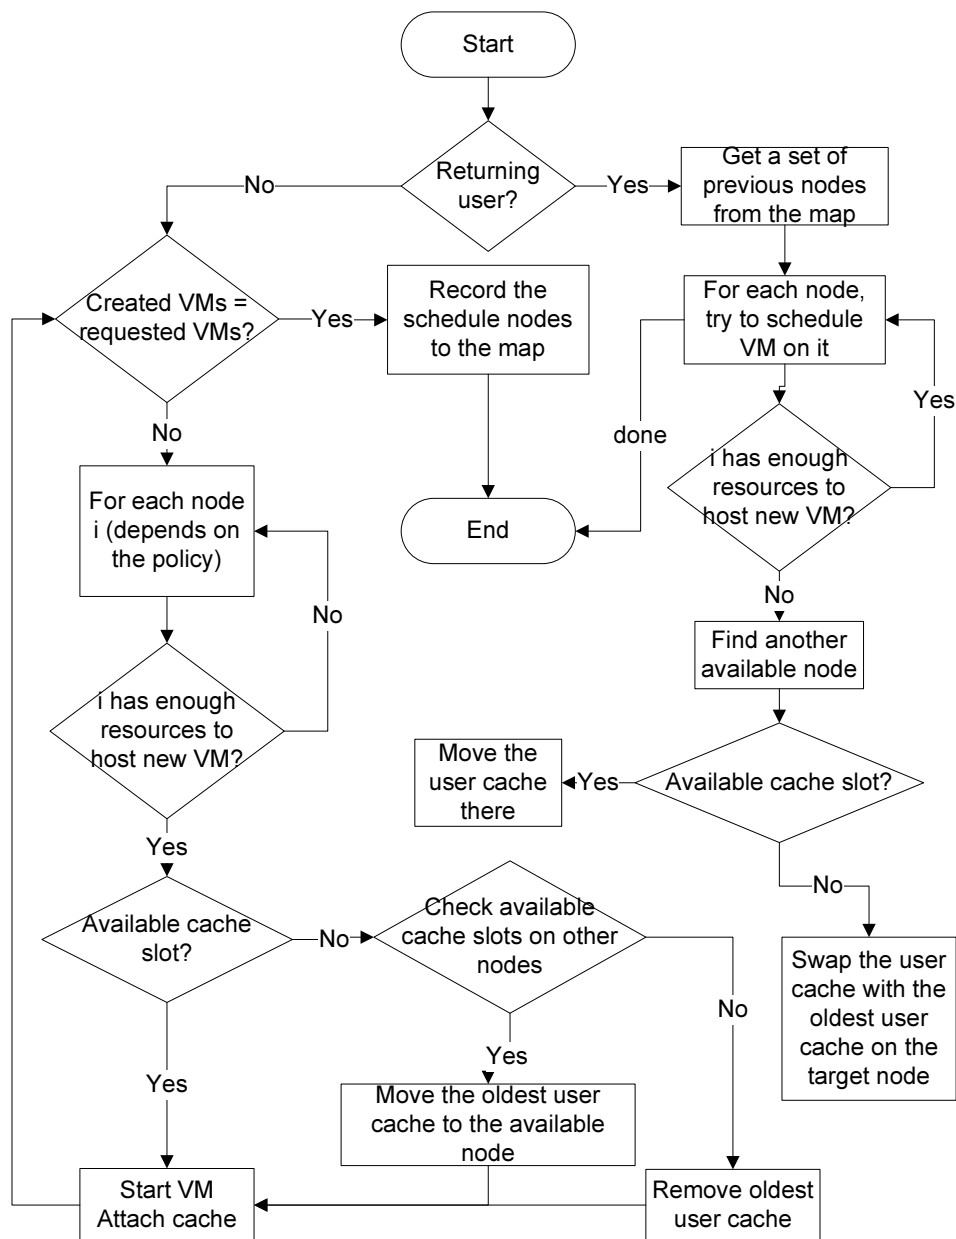 Start
Returning
user?
No
Yes
Get a set of
previous nodes
from the map
Created VMs =
requested VMs?
Yes
Record the
schedule nodes
to the map
For each node,
try to schedule
VM on it
Yes
done
No
i has enough
resources to
host new VM?
For each node
i (depends on
the policy)
End
No
No
Find another
available node
i has enough
resources to
host new VM?
Move the
user cache
there
Yes
Available cache slot?
Yes
No
Available cache
slot?
No
Check available
cache slots on other
nodes
Swap the user
cache with the
oldest user
cache on the
target node
No
Yes
Yes
Move the oldest user
cache to the available
node
Start VM
Attach cache
Remove oldest
user cache